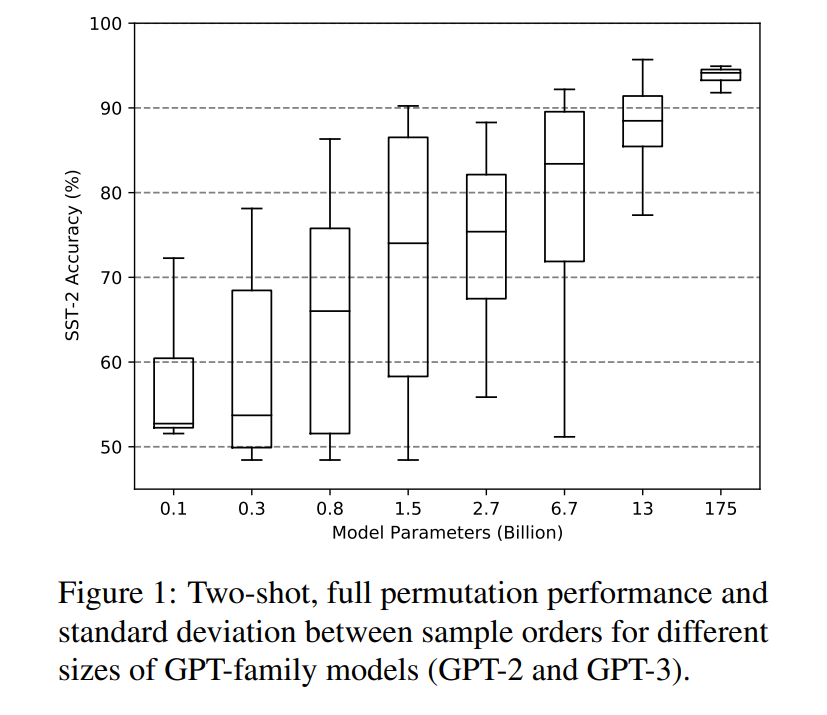 100
90
80
70
60
50
SST-2 Accuracy (%)
0.1 0.3 0.8 1.5 2.7 6.7 13 175
Model Parameters (Billion)
Figure 1: Two-shot, full permutation performance and
standard deviation between sample orders for different
sizes of GPT-family models (GPT-2 and GPT-3).